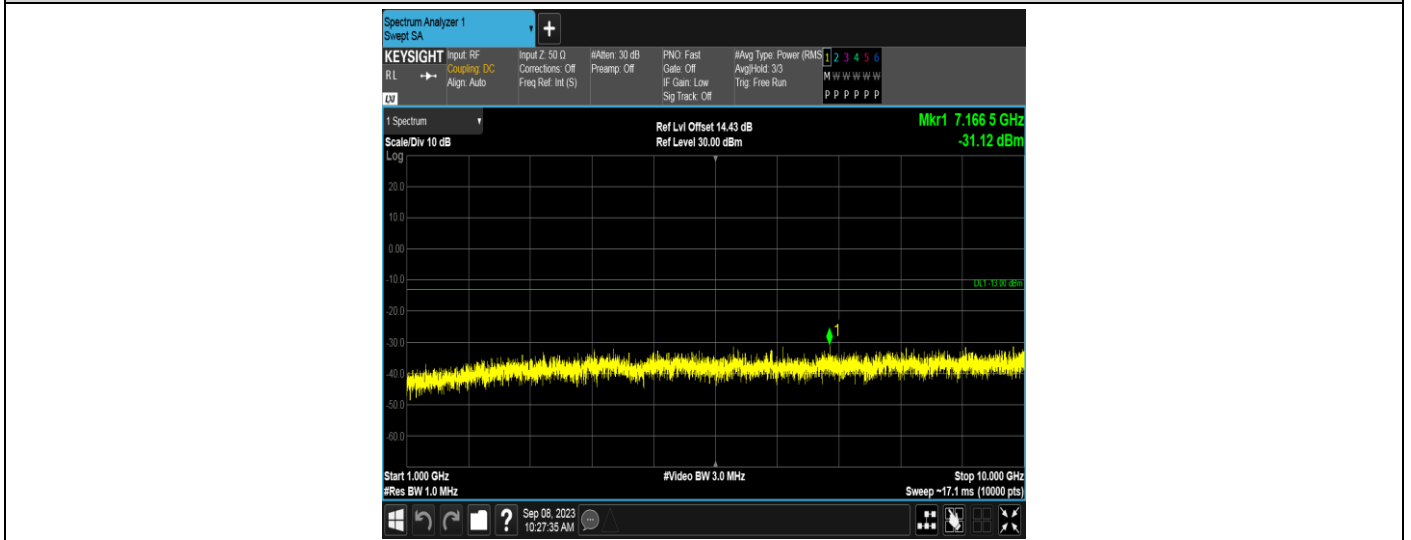 Spectrum Analyzer 1
Swept SA
+
KEYSIGHT
RL
LXI
Input: RF
Coupling: DC
Align: Auto
Input Z: 50 Ω
Corrections: Off
Freq Ref: Int (S)
#Atten: 30 dB
Preamp: Off
PNO: Fast
Gate: Off
IF Gain: Low
Sig Track: Off
#Avg Type: Power (RMS
Avg|Hold: 3/3
Trig: Free Run
1 2 3 4 5 6
M W W W W W
P P P P P P
1 Spectrum
Scale/Div 10 dB
Ref Lvl Offset 14.43 dB
Ref Level 30.00 dBm
Mkr1 7.166 5 GHz
-31.12 dBm
Log
20.0
10.0
0.00
-10.0
DL1 -13.00 dBm
-20.0
1
-30.0
-40.0
-50.0
-60.0
Start 1.000 GHz
#Video BW 3.0 MHz
Stop 10.000 GHz
#Res BW 1.0 MHz
Sweep ~17.1 ms (10000 pts)
?
Sep 08, 2023
10:27:35 AM